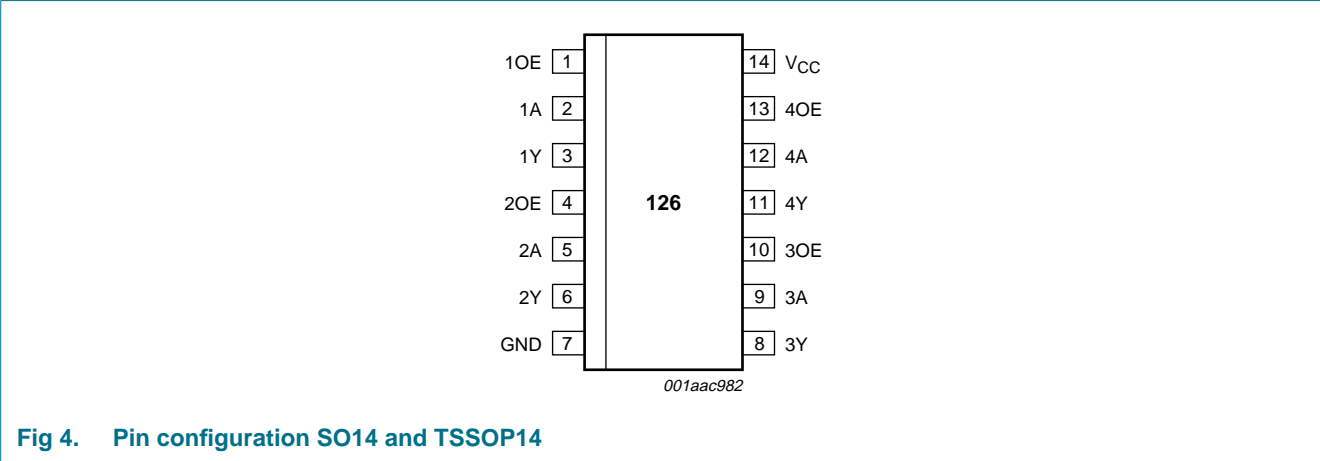 1OE 1 14 VCC
1A 2 13 4OE
1Y 3 12 4A
2OE 4 126 11 4Y
2A 5 10 3OE
2Y 6 9 3A
GND 7 8 3Y
001aac982
Fig 4. Pin configuration SO14 and TSSOP14